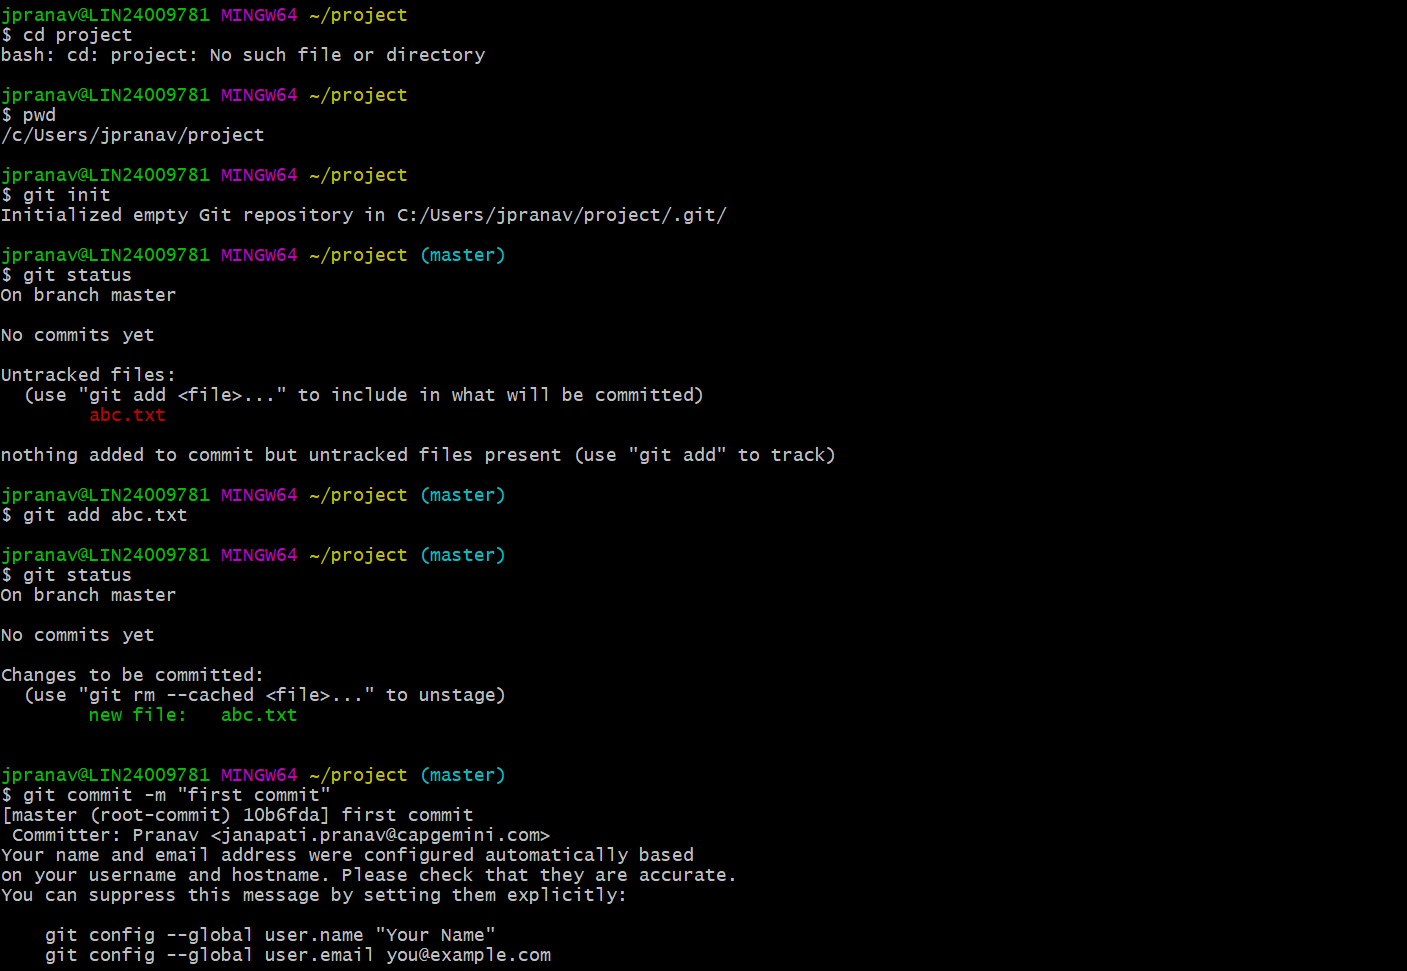 jpranav@LIN24009781 MINGW64 ~/project
$ cd project
bash: cd: project: No such file or directory

jpranav@LIN24009781 MINGW64 ~/project
$ pwd
/c/Users/jpranav/project

jpranav@LIN24009781 MINGW64 ~/project
$ git init
Initialized empty Git repository in C:/Users/jpranav/project/.git/

jpranav@LIN24009781 MINGW64 ~/project (master)
$ git status
On branch master

No commits yet

Untracked files:
  (use "git add <file>..." to include in what will be committed)
        abc.txt

nothing added to commit but untracked files present (use "git add" to track)

jpranav@LIN24009781 MINGW64 ~/project (master)
$ git add abc.txt

jpranav@LIN24009781 MINGW64 ~/project (master)
$ git status
On branch master

No commits yet

Changes to be committed:
  (use "git rm --cached <file>..." to unstage)
        new file:   abc.txt


jpranav@LIN24009781 MINGW64 ~/project (master)
$ git commit -m "first commit"
[master (root-commit) 10b6fda] first commit
 Committer: Pranav <janapati.pranav@capgemini.com>
Your name and email address were configured automatically based
on your username and hostname. Please check that they are accurate.
You can suppress this message by setting them explicitly:

    git config --global user.name "Your Name"
    git config --global user.email you@example.com